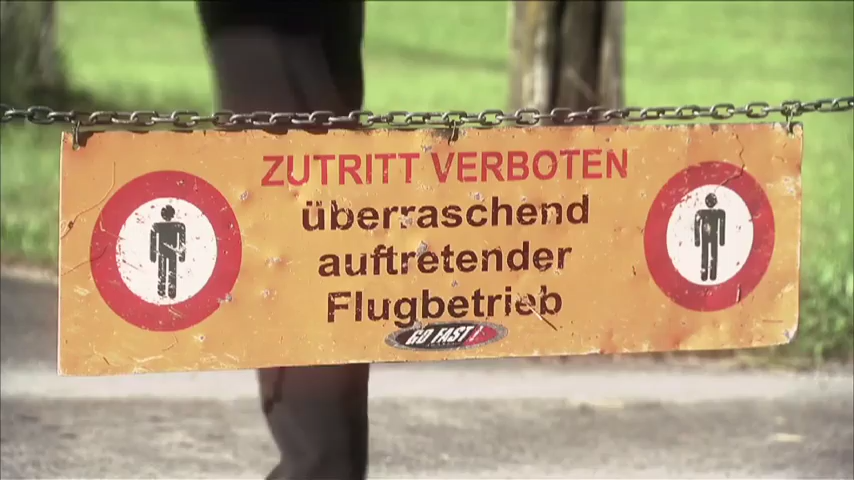 ZUTRITT VERBOTEN
überraschend
auftretender
Flugbetrieb
GO FAST!